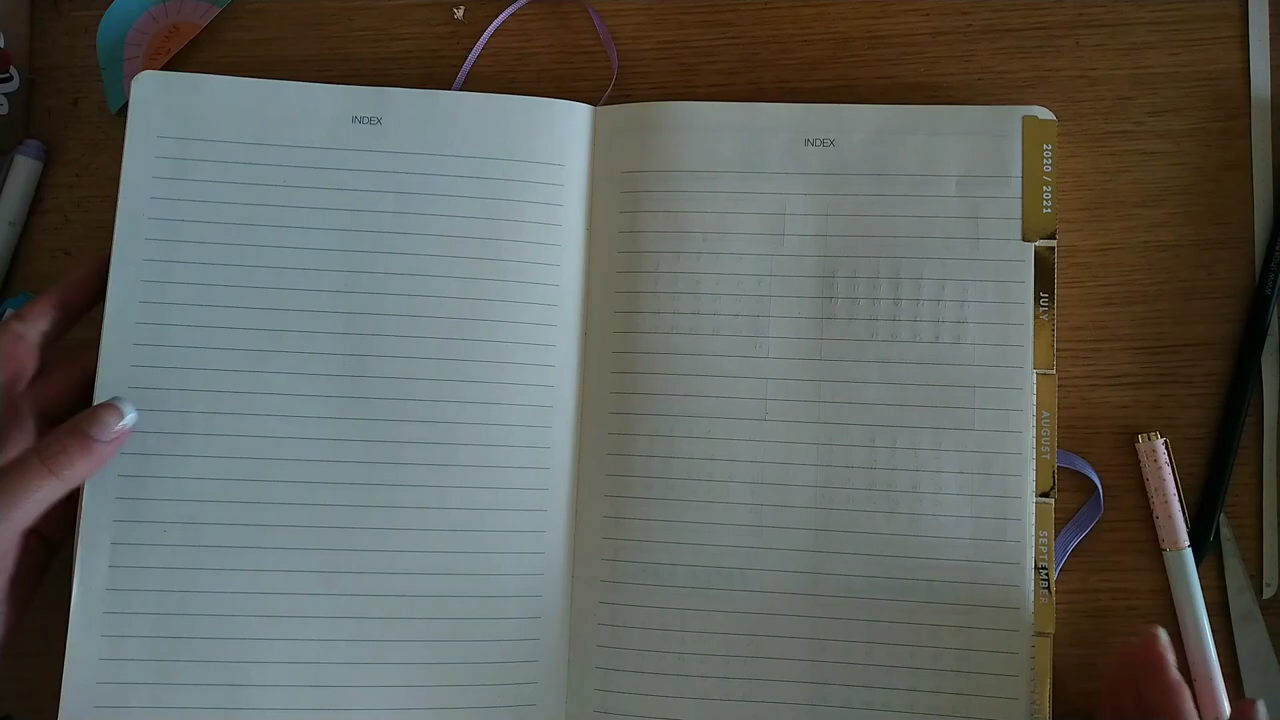 INDEX
INDEX
2020 / 2021
JULY
AUGUST
SEPTEMBER